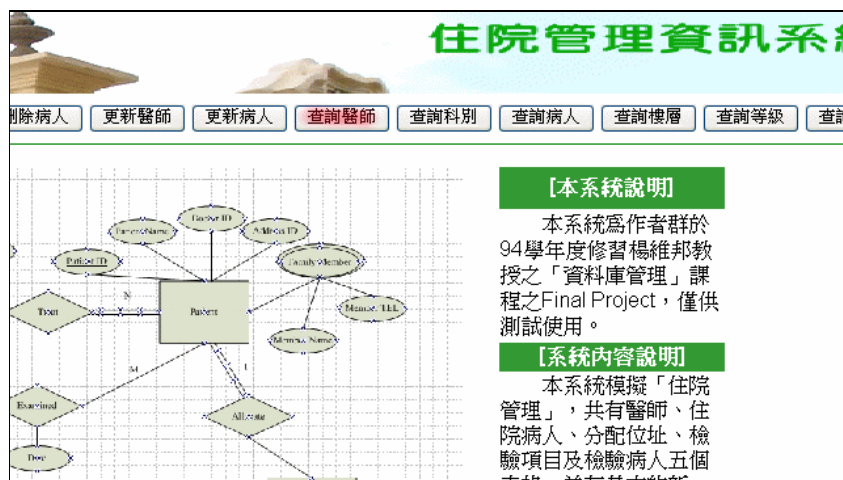 住院管理資訊系統
刪除病人 更新醫師 更新病人 查詢醫師 查詢科別 查詢病人 查詢樓層 查詢等級
Doctor ID
Patient Name
Address ID
Patient ID
Family Member
N
Treat
Patient
Member TEL
Member Name
M
1
Examined
Allocate
[本系統說明]
本系統為作者群於
94學年度修習楊維邦教
授之「資料庫管理」課
程之Final Project,僅供
測試使用。
[系統內容說明]
本系統模擬「住院
管理」,共有醫師、住
院病人、分配位址、檢
驗項目及檢驗病人五個